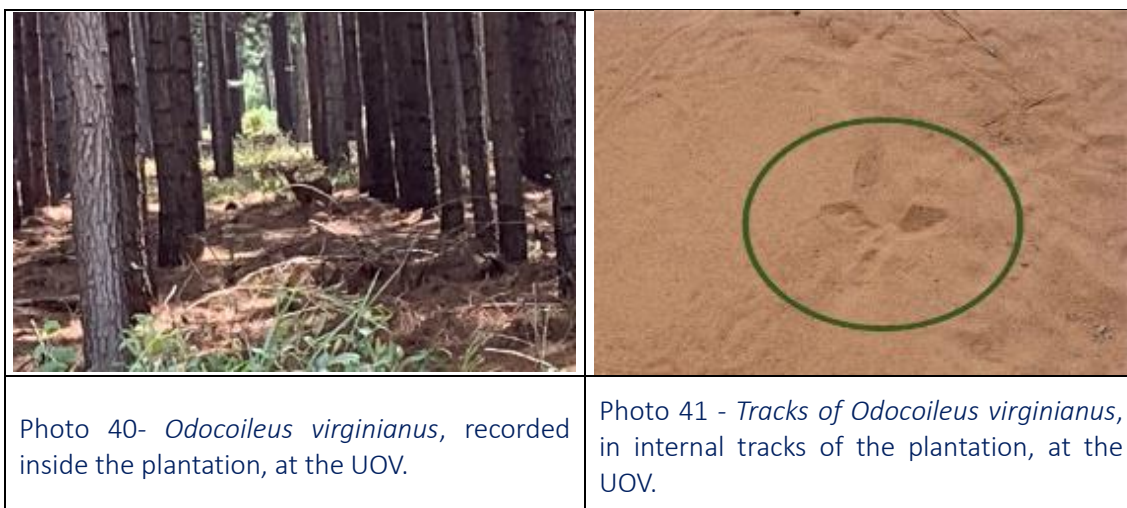 Photo 40- Odocoileus virginianus, recorded
inside the plantation, at the UOV.
Photo 41 - Tracks of Odocoileus virginianus,
in internal tracks of the plantation, at the
UOV.